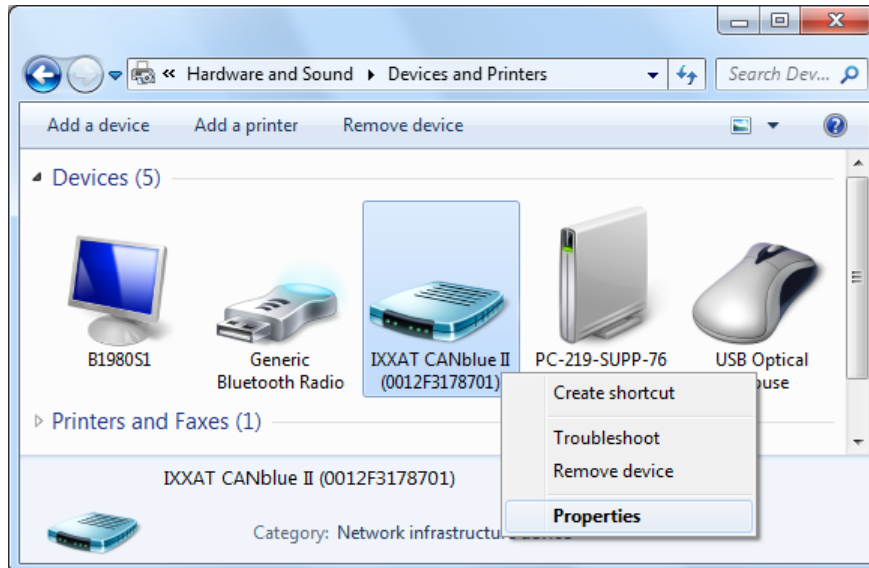 « Hardware and Sound ▸ Devices and Printers
Search Dev...
Add a device Add a printer Remove device
Devices (5)
B1980S1
Generic
Bluetooth Radio
IXXAT CANblue II
(0012F3178701)
PC-219-SUPP-76
USB Optical
Create shortcut
Troubleshoot
Remove device
Properties
Printers and Faxes (1)
IXXAT CANblue II (0012F3178701)
Category: Network